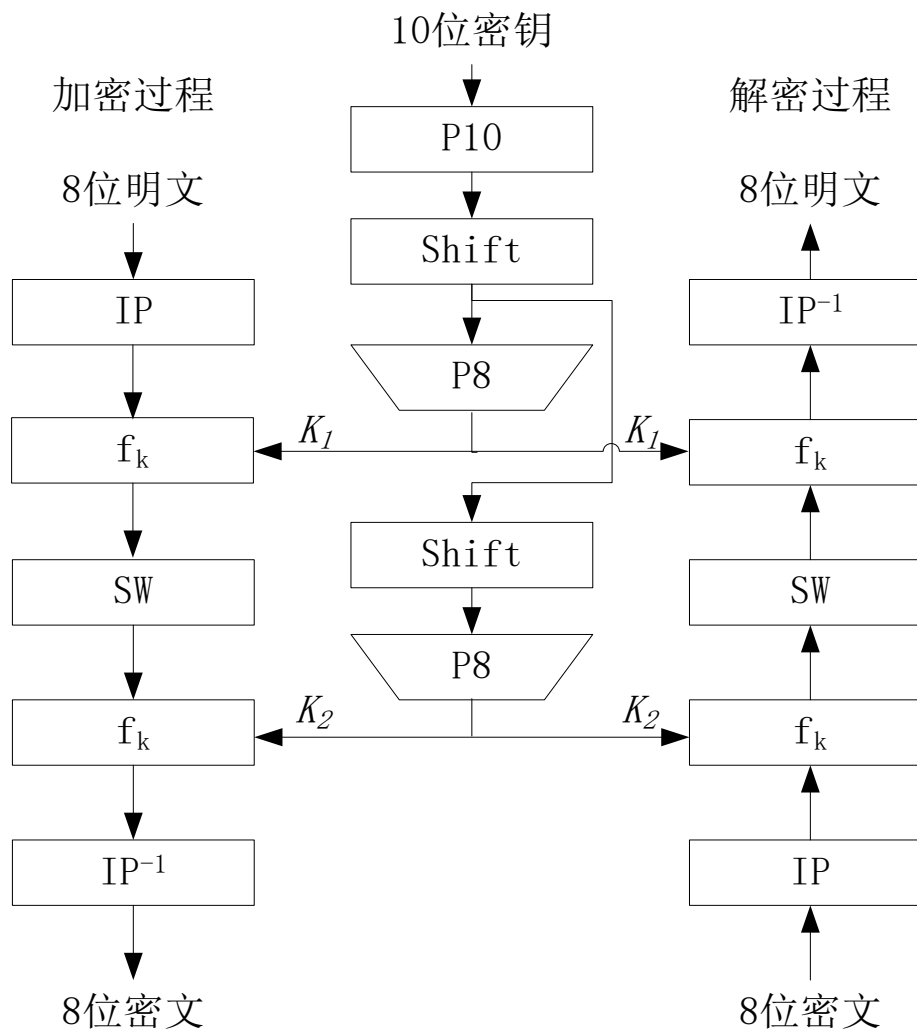 10位密钥
加密过程
解密过程
P10
8位明文
8位明文
Shift
IP
IP⁻¹
P8
K₁
K₁
fₖ
fₖ
Shift
SW
SW
P8
K₂
K₂
fₖ
fₖ
IP⁻¹
IP
8位密文
8位密文